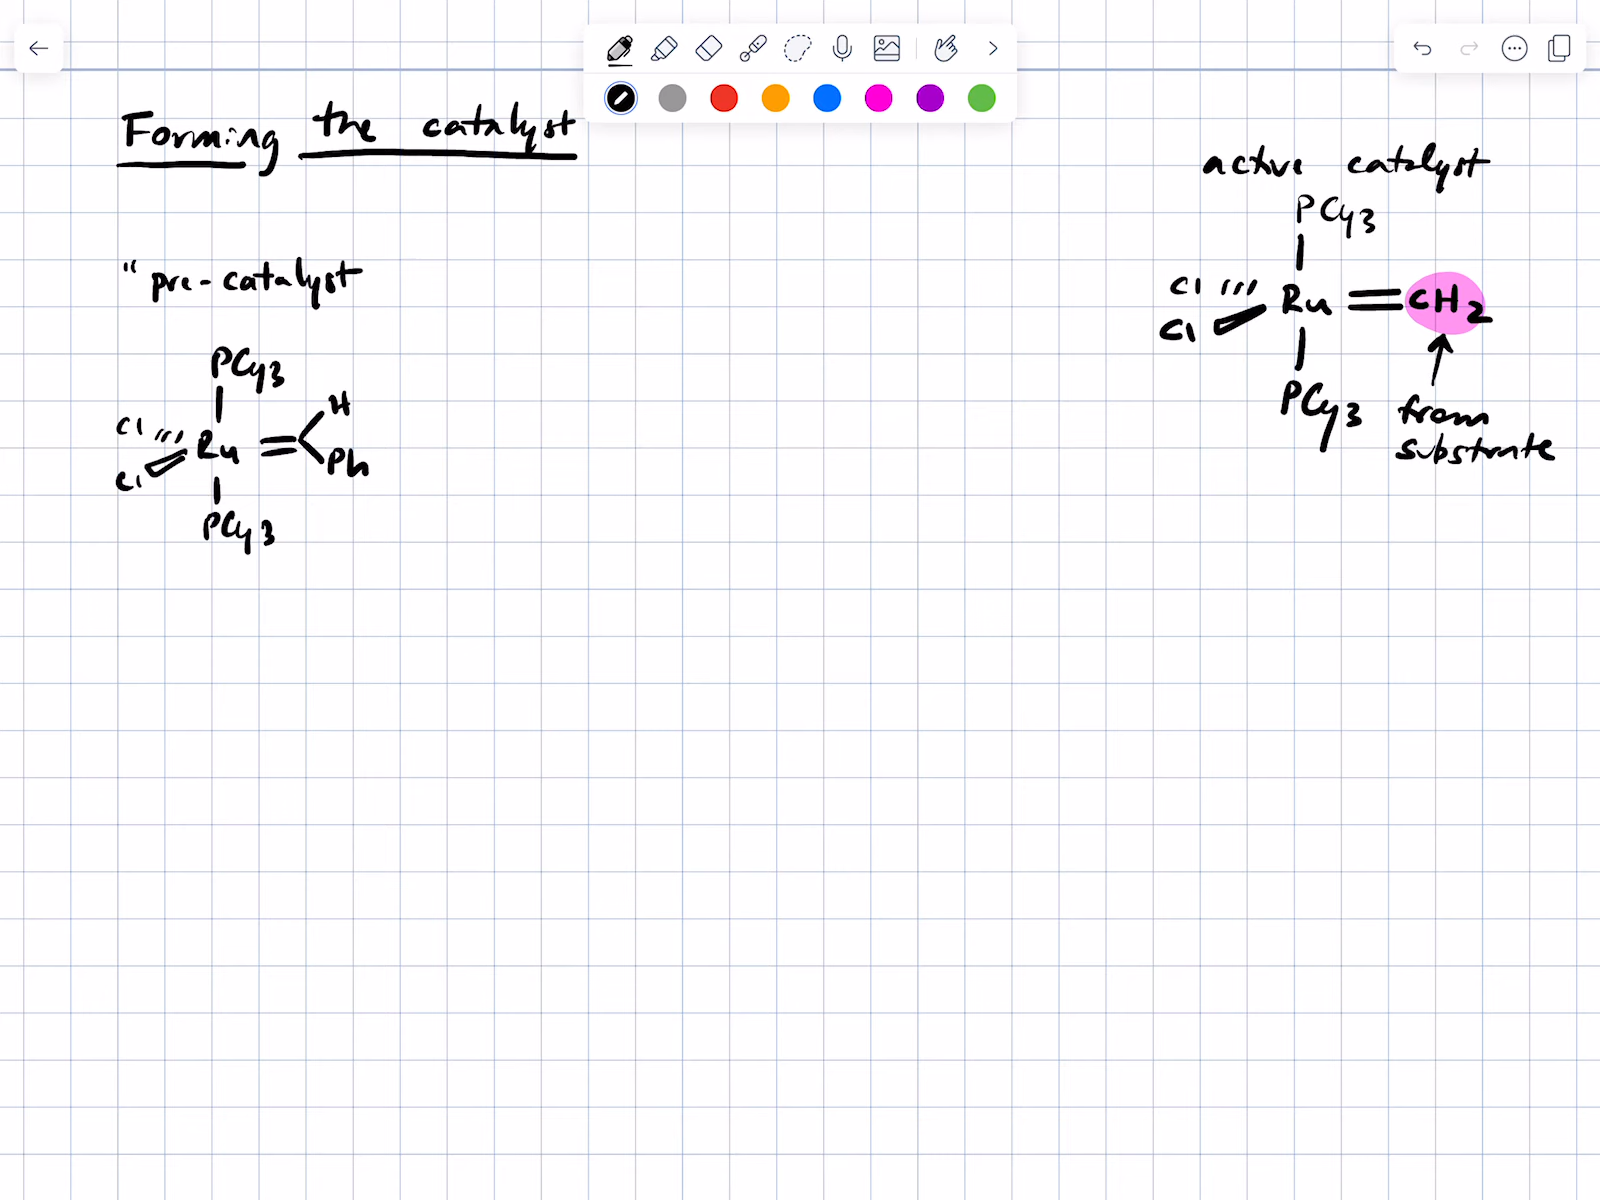 Forming the catalyst
"pre-catalyst
PCy3
Cl
Cl
Ru
H
Ph
PCy3
active catalyst
PCy3
Cl
Cl
Ru
CH2
PCy3
from
substrate